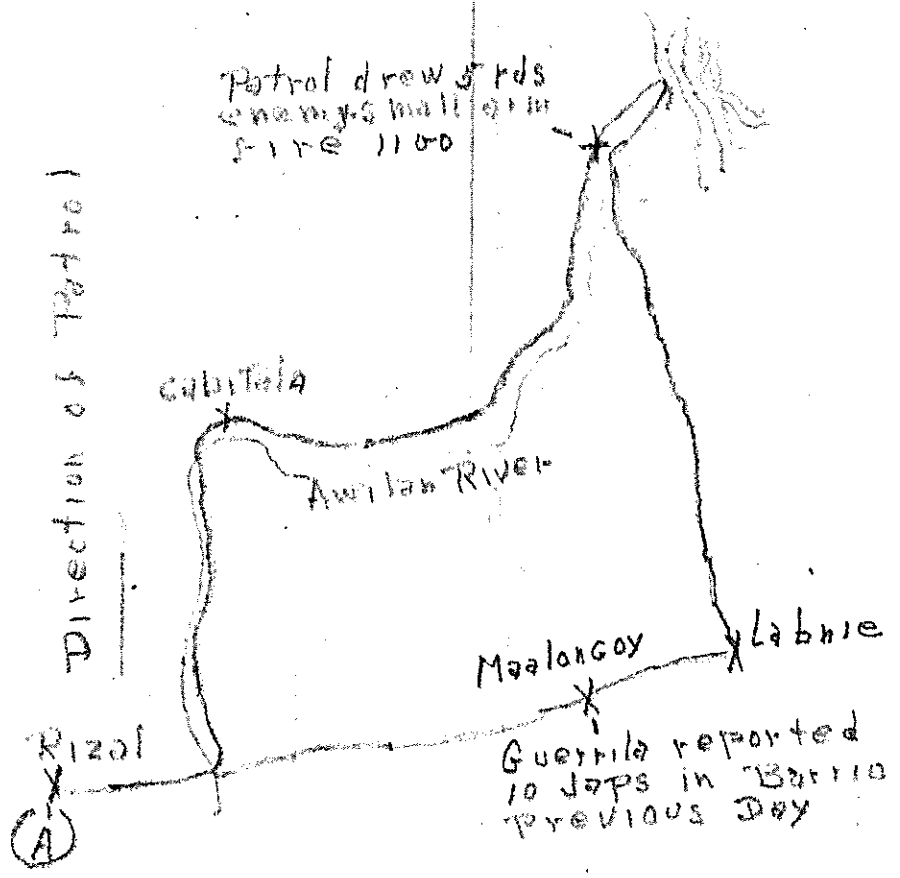 Patrol drew 5 rds
enemy small arm
fire 1100
Direction of Patrol
Cabitala
Awilan River
Labnie
Maalongoy
Rizal
Guerrila reported
10 Japs in Barrio
previous Day
A